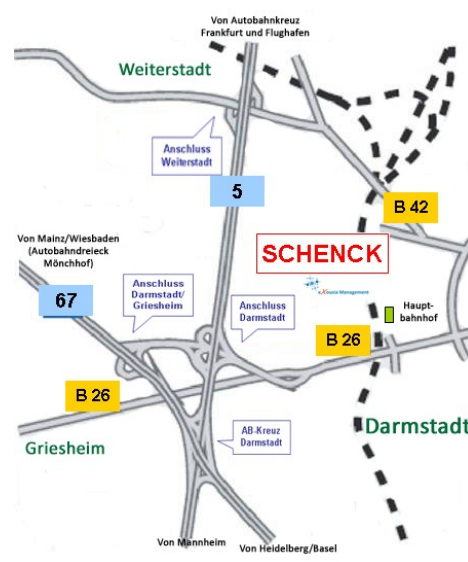 Von Autobahnkreuz
Frankfurt und Flughafen
Weiterstadt
Anschluss
Weiterstadt
5
B 42
Von Mainz/Wiesbaden
(Autobahndreieck
Mönchhof)
SCHENCK
Anschluss
Darmstadt/
Griesheim
67
Anschluss
Darmstadt
Management
Haupt-
bahnhof
B 26
B 26
Griesheim
AB-Kreuz
Darmstadt
Darmstadt
Von Mannheim
Von Heidelberg/Basel